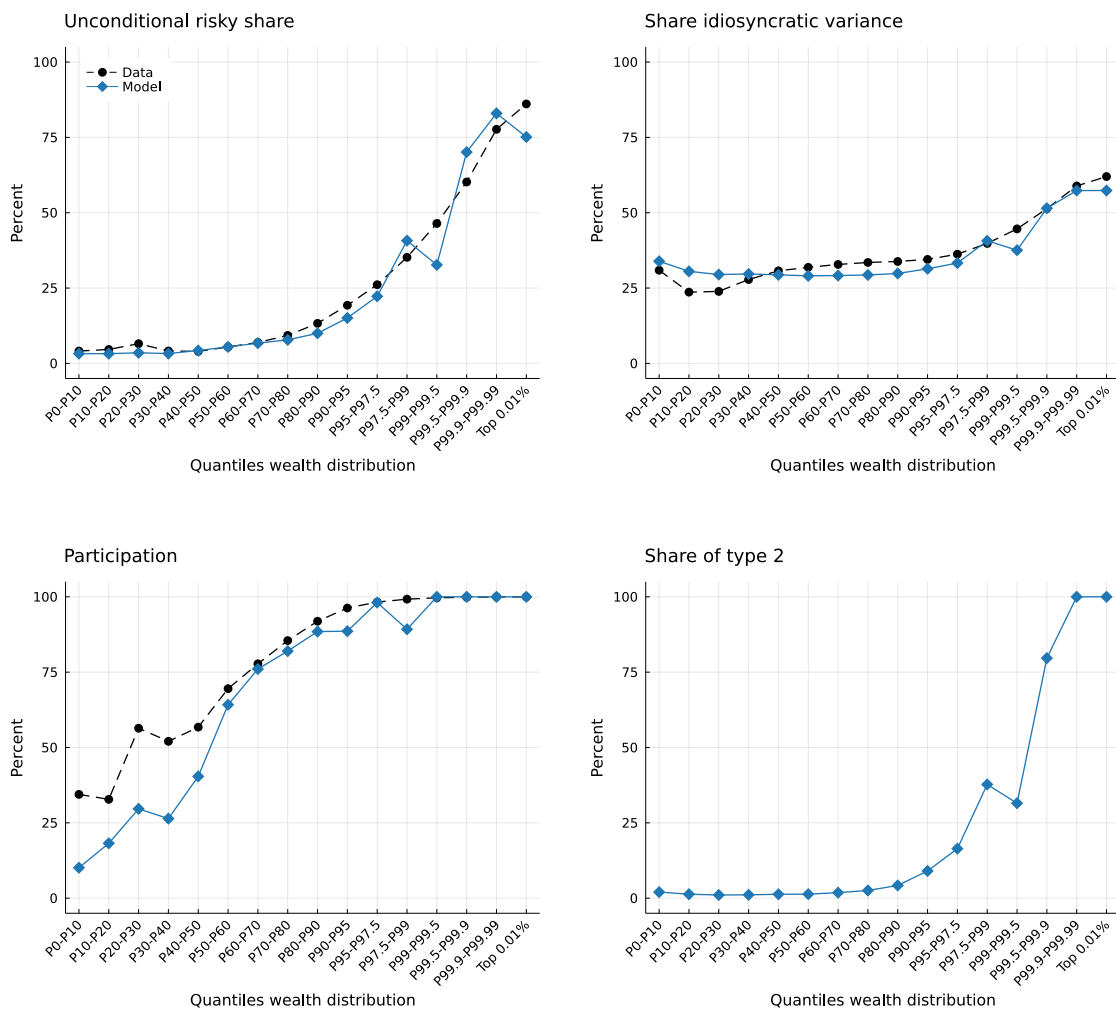 Unconditional risky share
Percent
100
75
50
25
0
Data
Model
P0-P10
P10-P20
P20-P30
P30-P40
P40-P50
P50-P60
P60-P70
P70-P80
P80-P90
P90-P95
P95-P97.5
P97.5-P99
P99-P99.5
P99.5-P99.9
P99.9-P99.99
Top 0.01%
Quantiles wealth distribution
Share idiosyncratic variance
Percent
100
75
50
25
0
P0-P10
P10-P20
P20-P30
P30-P40
P40-P50
P50-P60
P60-P70
P70-P80
P80-P90
P90-P95
P95-P97.5
P97.5-P99
P99-P99.5
P99.5-P99.9
P99.9-P99.99
Top 0.01%
Quantiles wealth distribution
Participation
Percent
100
75
50
25
0
P0-P10
P10-P20
P20-P30
P30-P40
P40-P50
P50-P60
P60-P70
P70-P80
P80-P90
P90-P95
P95-P97.5
P97.5-P99
P99-P99.5
P99.5-P99.9
P99.9-P99.99
Top 0.01%
Quantiles wealth distribution
Share of type 2
Percent
100
75
50
25
0
P0-P10
P10-P20
P20-P30
P30-P40
P40-P50
P50-P60
P60-P70
P70-P80
P80-P90
P90-P95
P95-P97.5
P97.5-P99
P99-P99.5
P99.5-P99.9
P99.9-P99.99
Top 0.01%
Quantiles wealth distribution